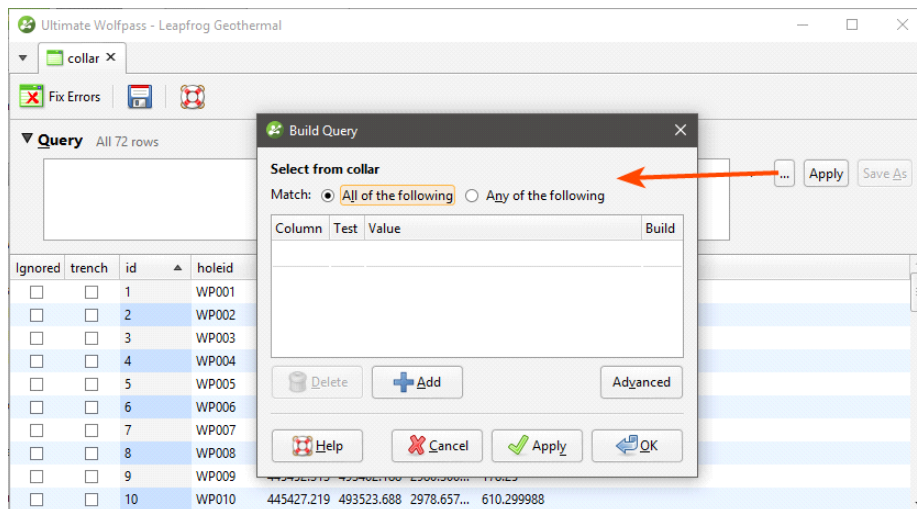 Ultimate Wolfpass - Leapfrog Geothermal
collar
Fix Errors
Query All 72 rows
... Apply Save As
Build Query
Select from collar
Match: All of the following Any of the following
Column Test Value Build
Delete Add Advanced
Help Cancel Apply OK
Ignored trench id holeid
1 WP001
2 WP002
3 WP003
4 WP004
5 WP005
6 WP006
7 WP007
8 WP008
9 WP009
10 WP010 445427.219 493523.688 2978.657... 610.299988